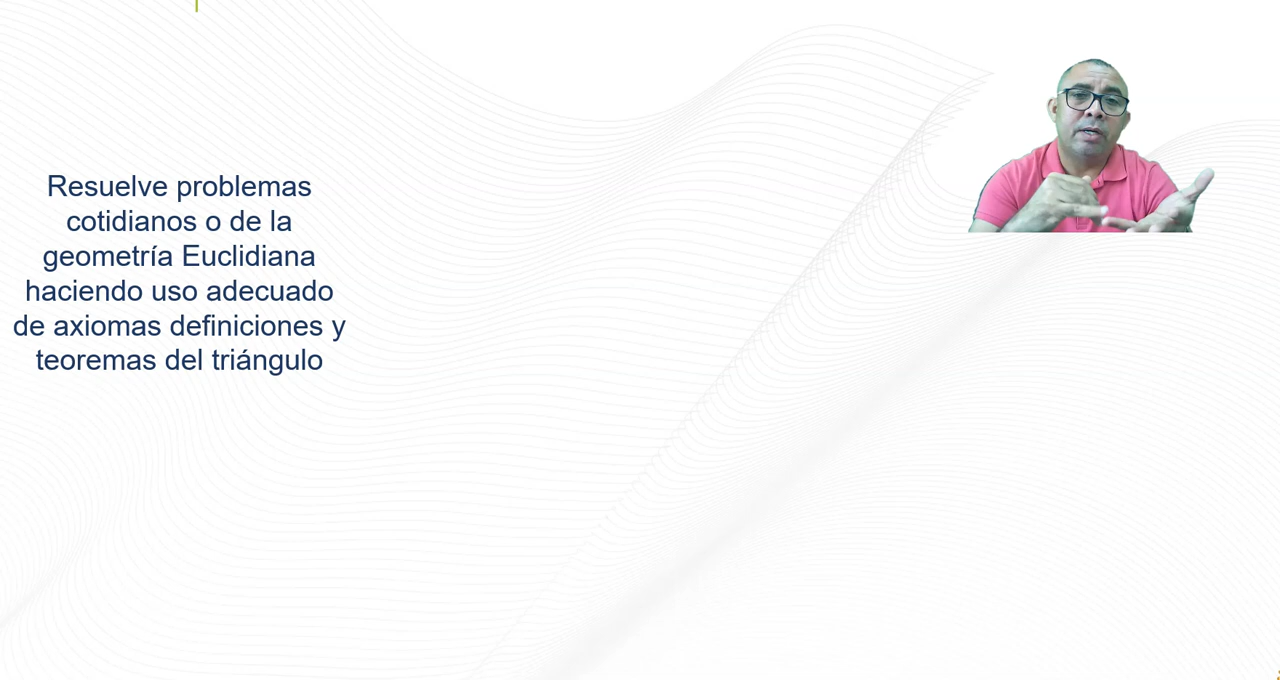 Resuelve problemas
cotidianos o de la
geometría Euclidiana
haciendo uso adecuado
de axiomas definiciones y
teoremas del triángulo